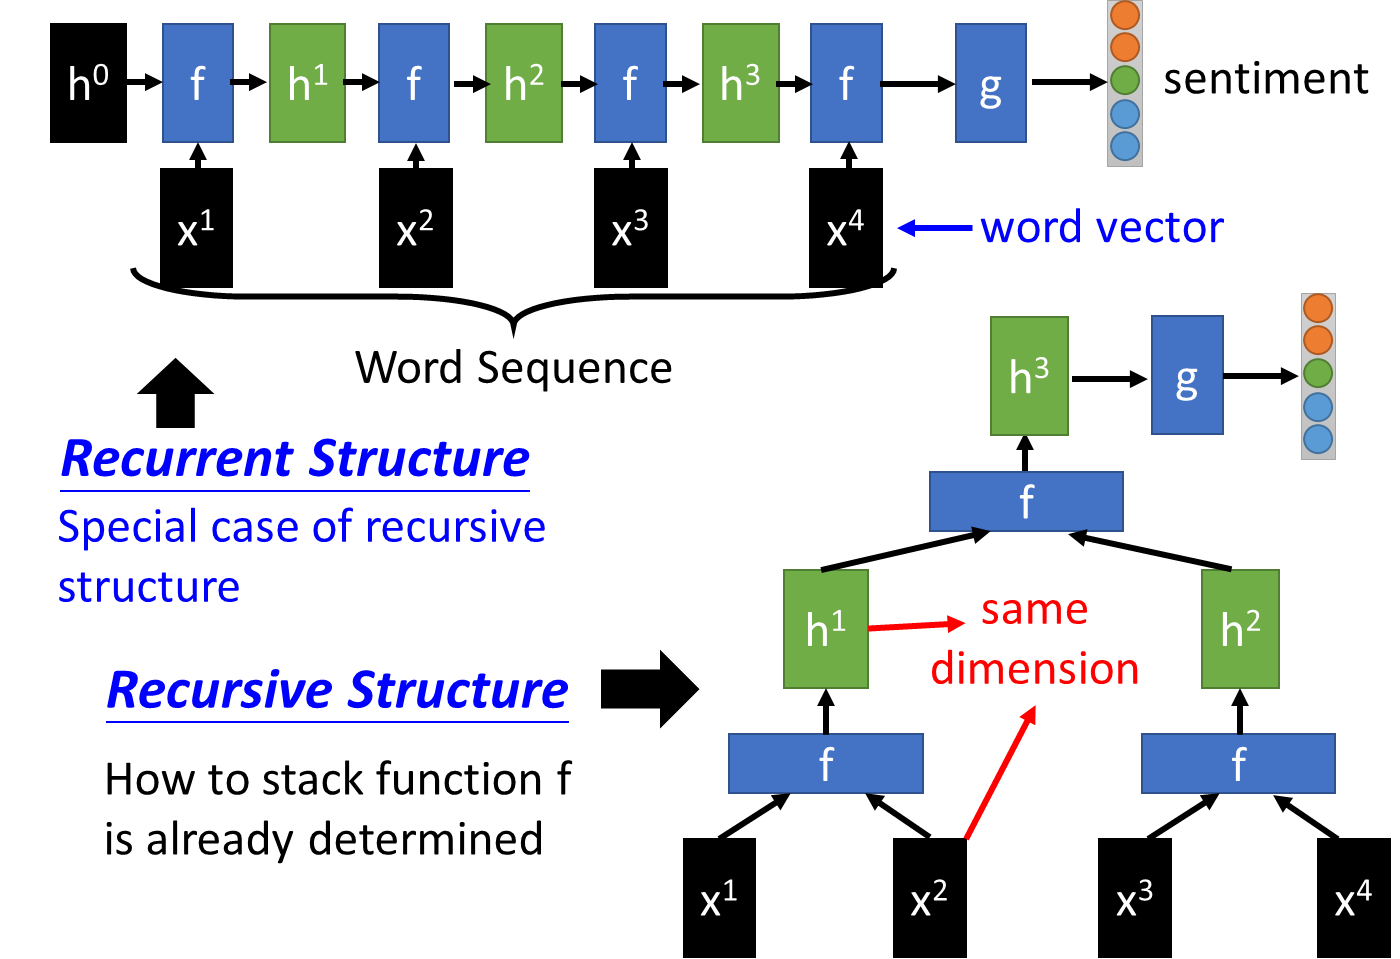 h⁰ f h¹ f h² f h³ f g sentiment
x¹ x² x³ x⁴ word vector
Word Sequence
Recurrent Structure
Special case of recursive
structure
Recursive Structure
How to stack function f
is already determined
h³ g
f
h¹ same h²
dimension
f f
x¹ x² x³ x⁴